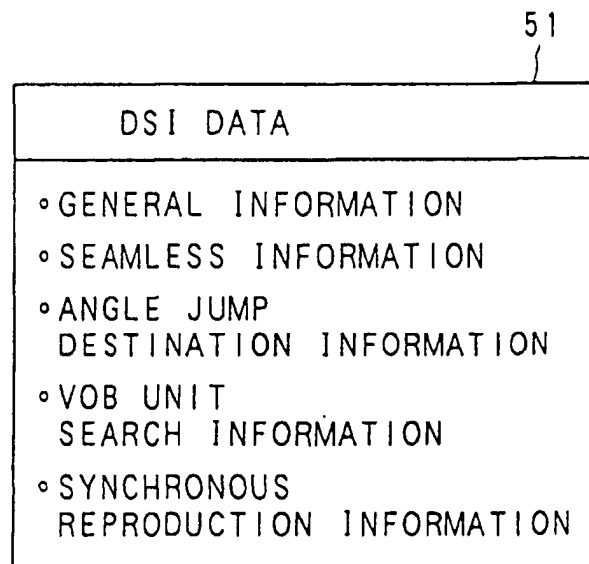 51
DSI DATA
∘GENERAL INFORMATION
∘SEAMLESS INFORMATION
∘ANGLE JUMP
DESTINATION INFORMATION
∘VOB UNIT
SEARCH INFORMATION
∘SYNCHRONOUS
REPRODUCTION INFORMATION